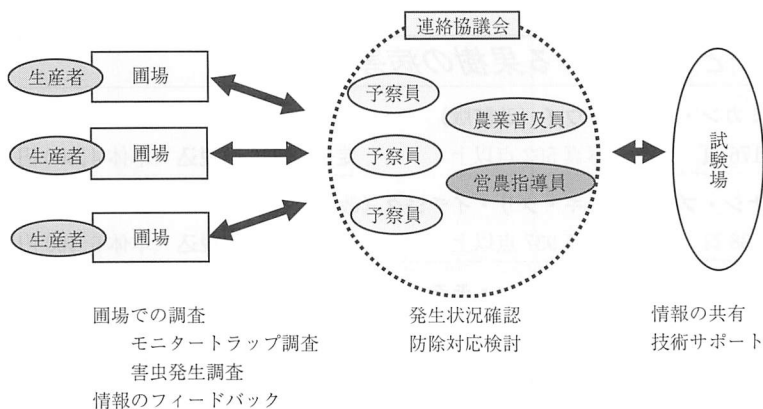 連絡協議会
生産者
圃場
生産者
圃場
生産者
圃場
予察員
予察員
予察員
農業普及員
営農指導員
試験場
圃場での調査
モニタートラップ調査
害虫発生調査
情報のフィードバック
発生状況確認
防除対応検討
情報の共有
技術サポート